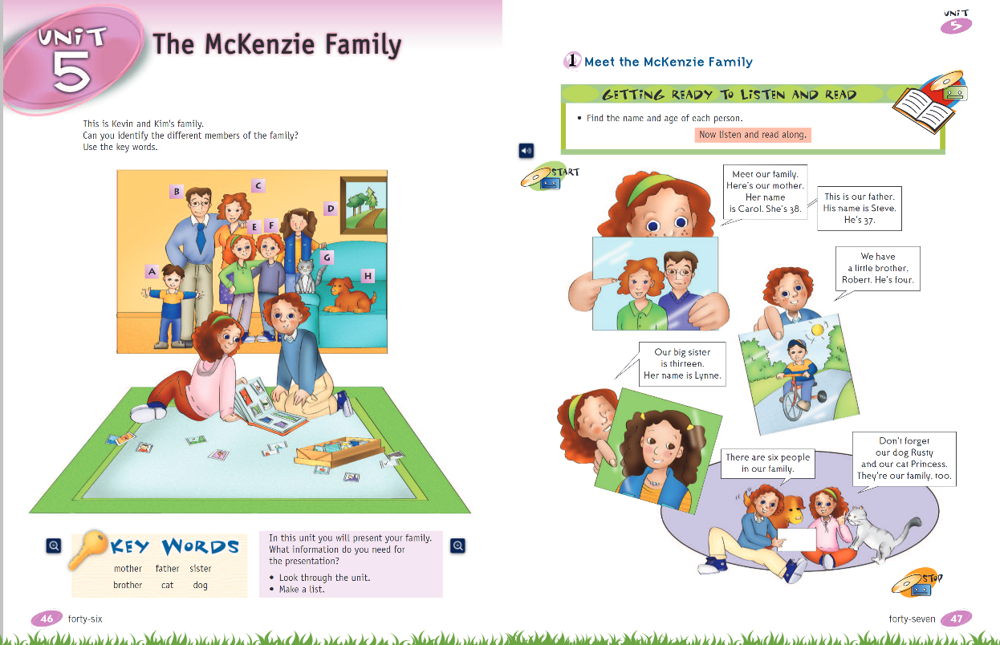 UNiT
5
The McKenzie Family
This is Kevin and Kim's family.
Can you identify the different members of the family?
Use the key words.
A
B
C
D
E
F
G
H
KEY WORDS
mother father sister
brother cat dog
In this unit you will present your family.
What information do you need for
the presentation?
• Look through the unit.
• Make a list.
46 forty-six
UNiT
5
1 Meet the McKenzie Family
GETTiNG READY TO LiSTEN AND READ
• Find the name and age of each person.
Now listen and read along.
START
Meet our family.
Here's our mother.
Her name
is Carol. She's 38.
This is our father.
His name is Steve.
He's 37.
We have
a little brother,
Robert. He's four.
Our big sister
is thirteen.
Her name is Lynne.
There are six people
in our family.
Don't forget
our dog Rusty
and our cat Princess.
They're our family, too.
STOP
forty-seven 47